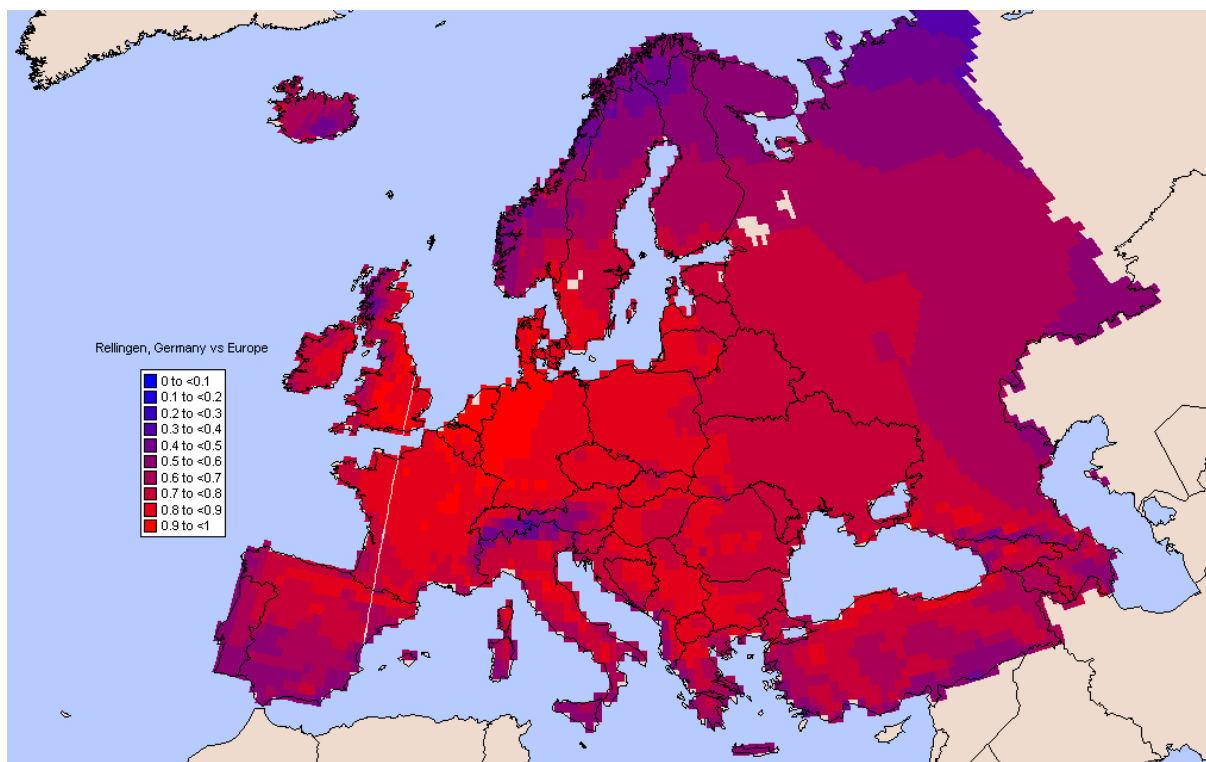 Rellingen, Germany vs Europe
0 to <0.1
0.1 to <0.2
0.2 to <0.3
0.3 to <0.4
0.4 to <0.5
0.5 to <0.6
0.6 to <0.7
0.7 to <0.8
0.8 to <0.9
0.9 to <1